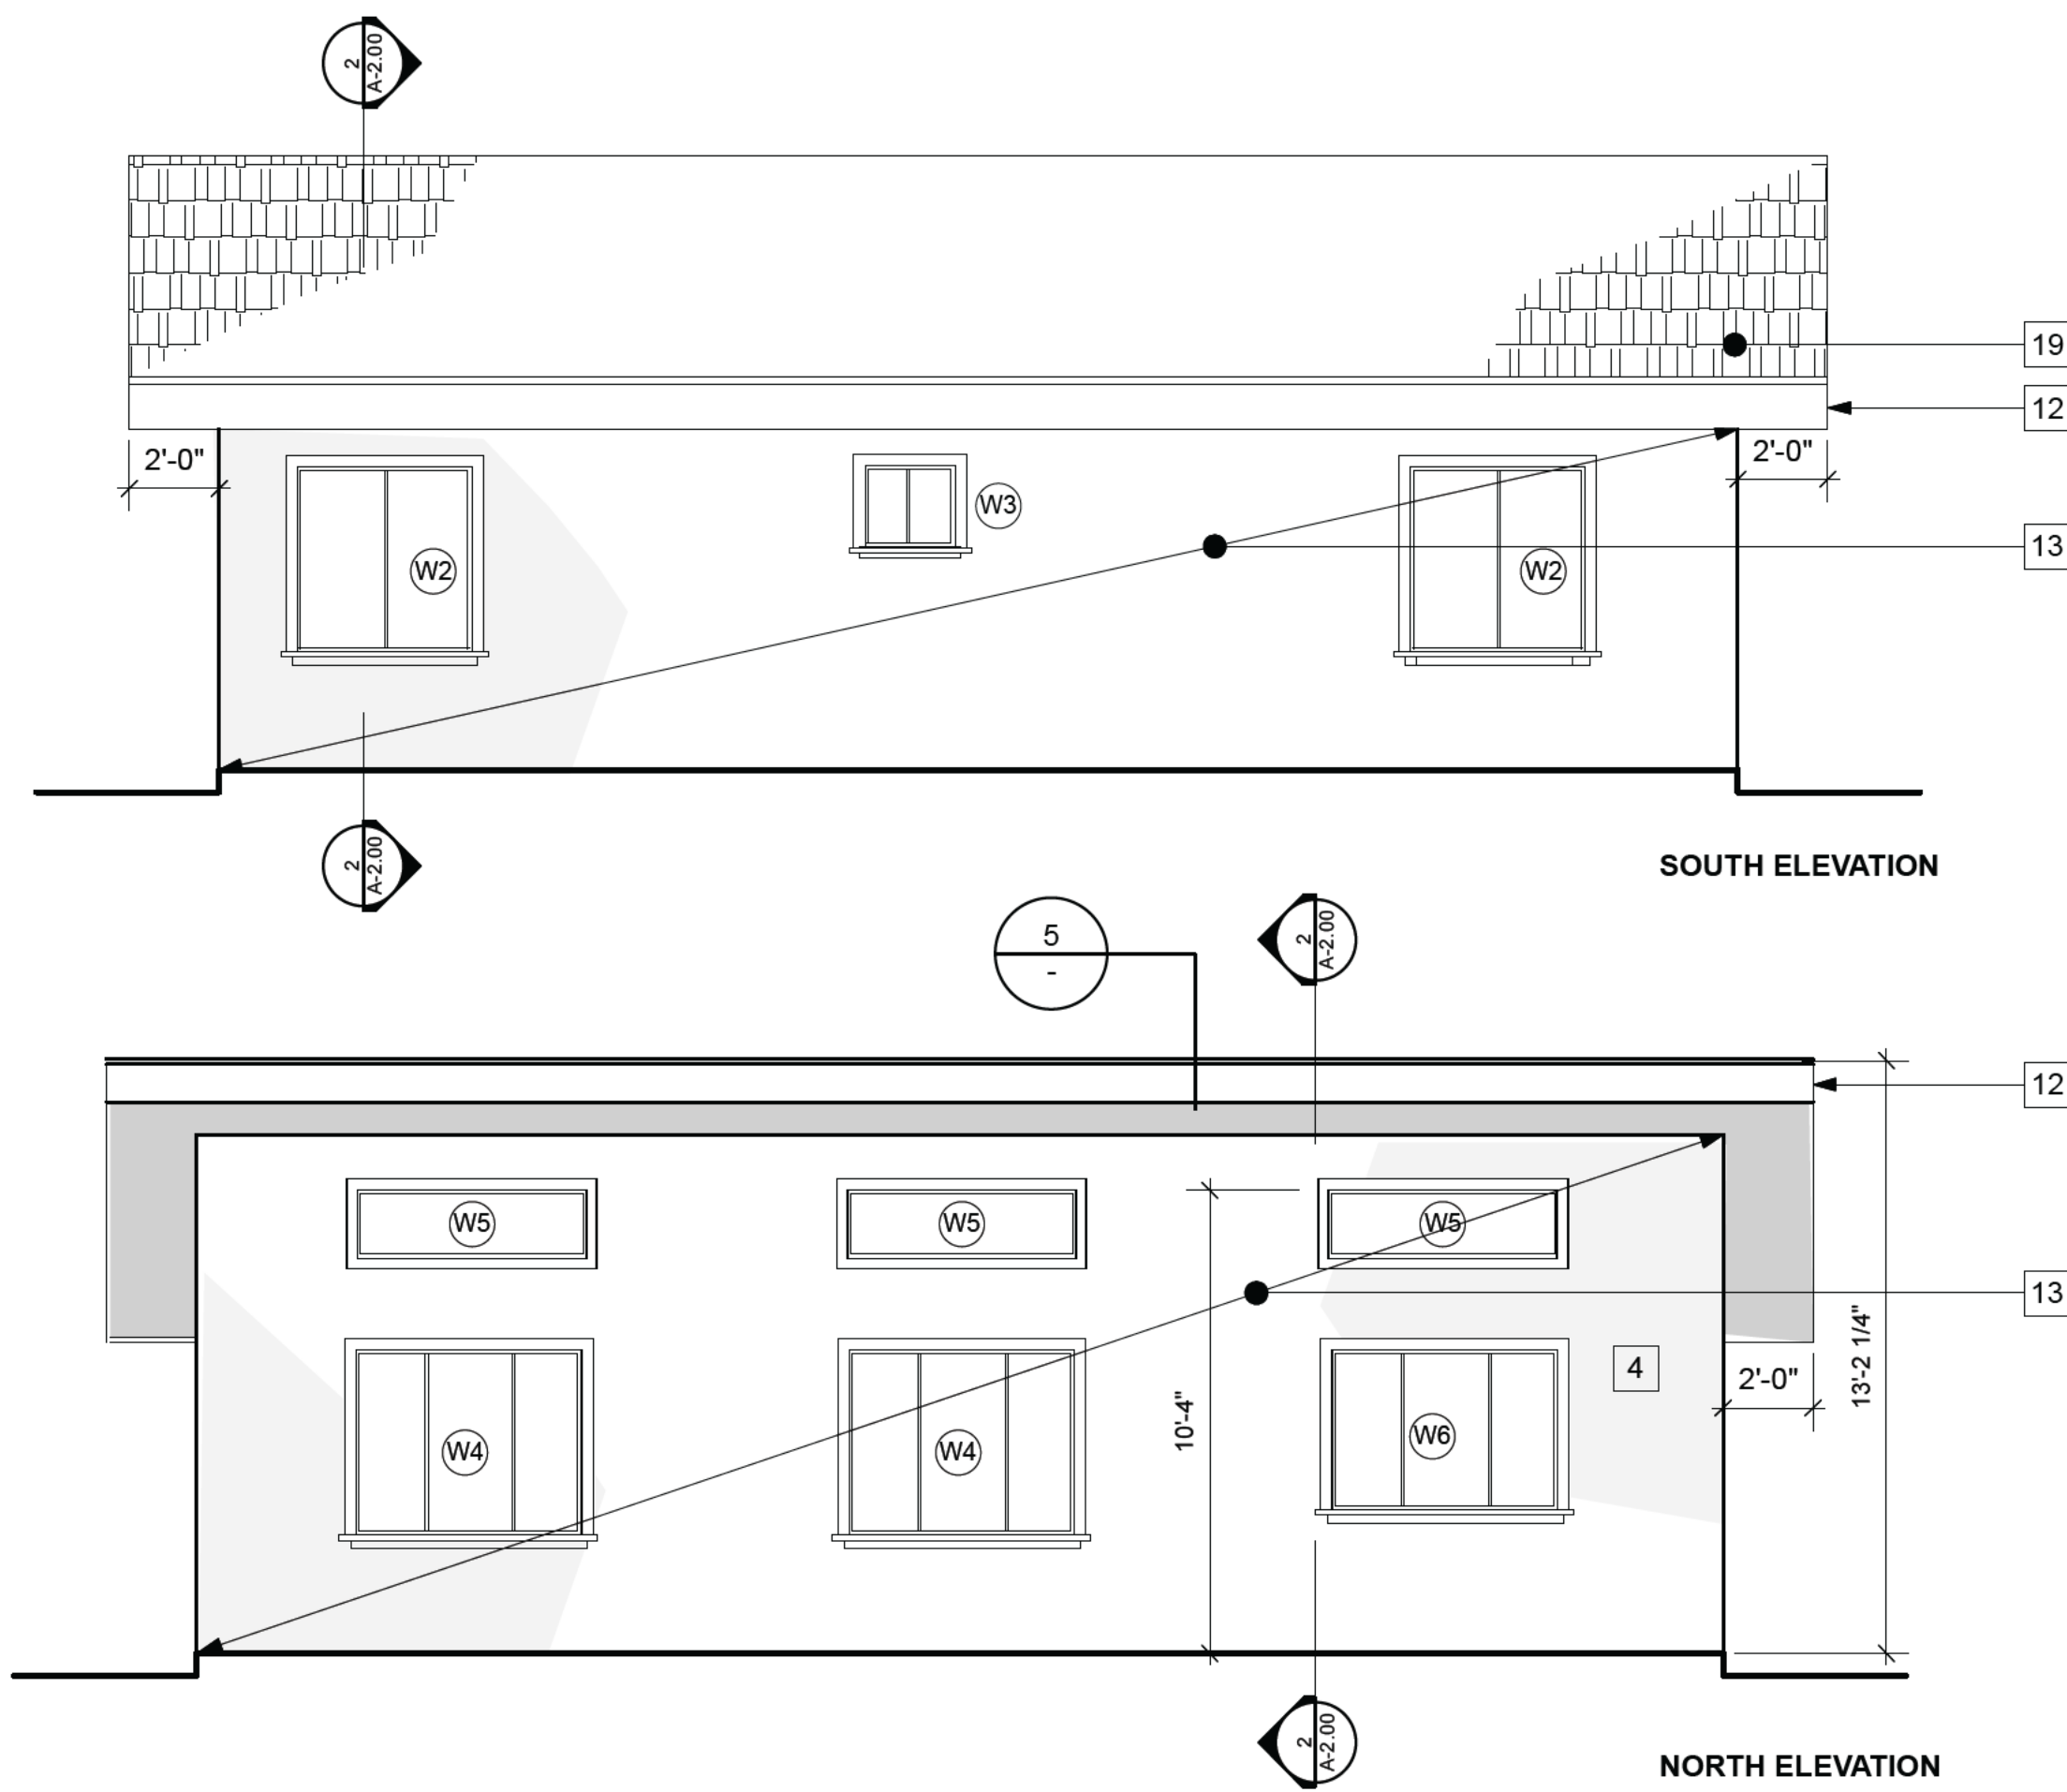 2
A-2.00
19
12
2'-0"
2'-0"
W3
13
W2
W2
2
A-2.00
SOUTH ELEVATION
5
-
2
A-2.00
12
W5
W5
W5
13
13'-2 1/4"
4
2'-0"
10'-4"
W4
W4
W6
2
A-2.00
NORTH ELEVATION